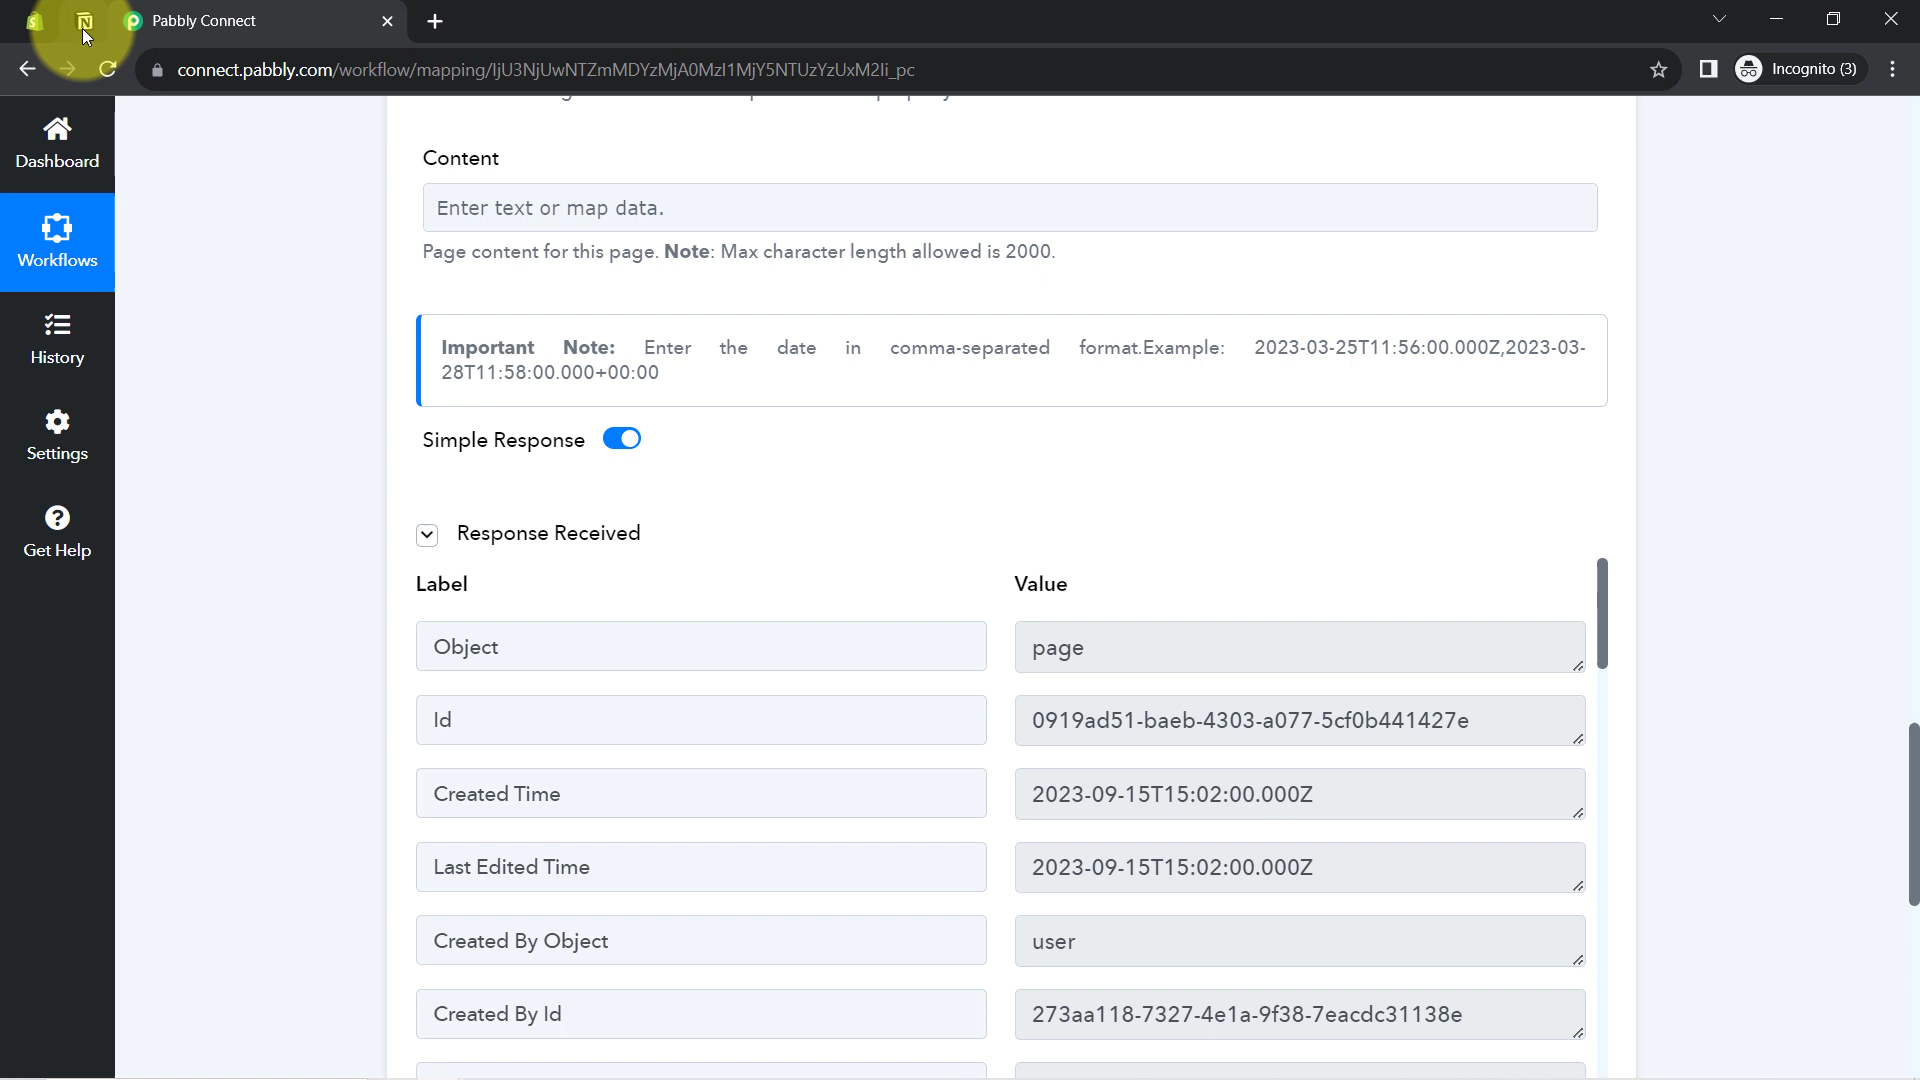 Pabbly Connect
connect.pabbly.com/workflow/mapping/IjU3NjUwNTZmMDYzMjA0MzI1MjY5NTUzYzUxM2Ii_pc
Incognito (3)
Dashboard
Workflows
History
Settings
Get Help
Content
Enter text or map data.
Page content for this page. Note: Max character length allowed is 2000.
Important Note: Enter the date in comma-separated format.Example: 2023-03-25T11:56:00.000Z,2023-03-
28T11:58:00.000+00:00
Simple Response
Response Received
Label Value
Object page
Id 0919ad51-baeb-4303-a077-5cf0b441427e
Created Time 2023-09-15T15:02:00.000Z
Last Edited Time 2023-09-15T15:02:00.000Z
Created By Object user
Created By Id 273aa118-7327-4e1a-9f38-7eacdc31138e